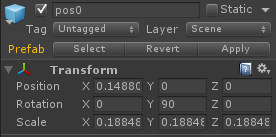 pos0 Static
Tag Untagged Layer Scene
Prefab Select Revert Apply
Transform
Position X 0.14880 Y 0 Z 0
Rotation X 0 Y 90 Z 0
Scale X 0.18848 Y 0.18848 Z 0.18848